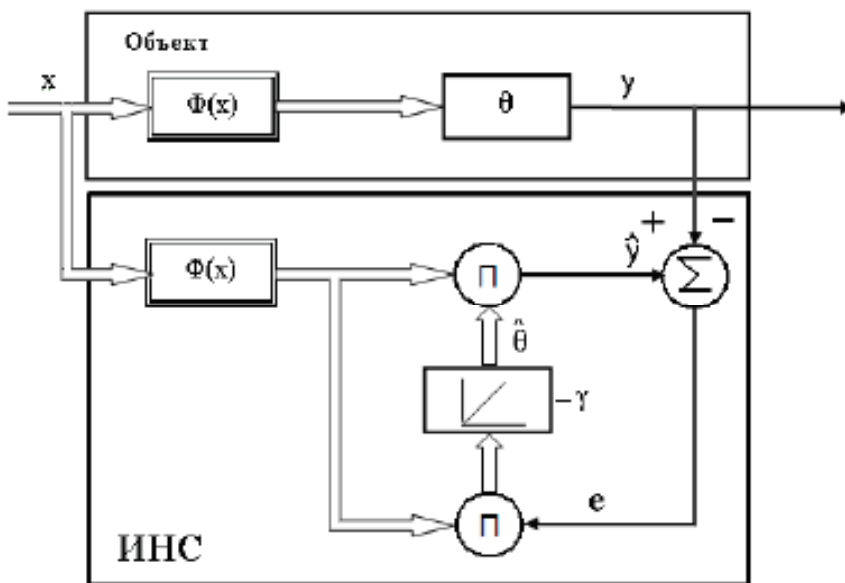 Объект
x
Φ(x)
θ
y
Φ(x)
П
ŷ
+
−
Σ
θ̂
−γ
П
e
ИНС